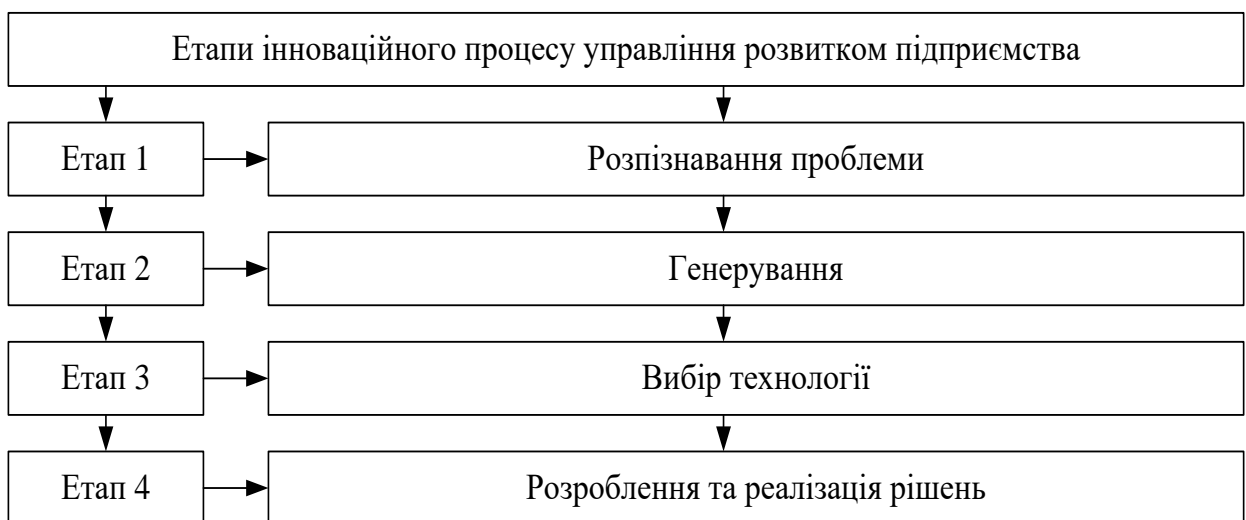 Етапи інноваційного процесу управління розвитком підприємства
Етап 1
Розпізнавання проблеми
Етап 2
Генерування
Етап 3
Вибір технології
Етап 4
Розроблення та реалізація рішень